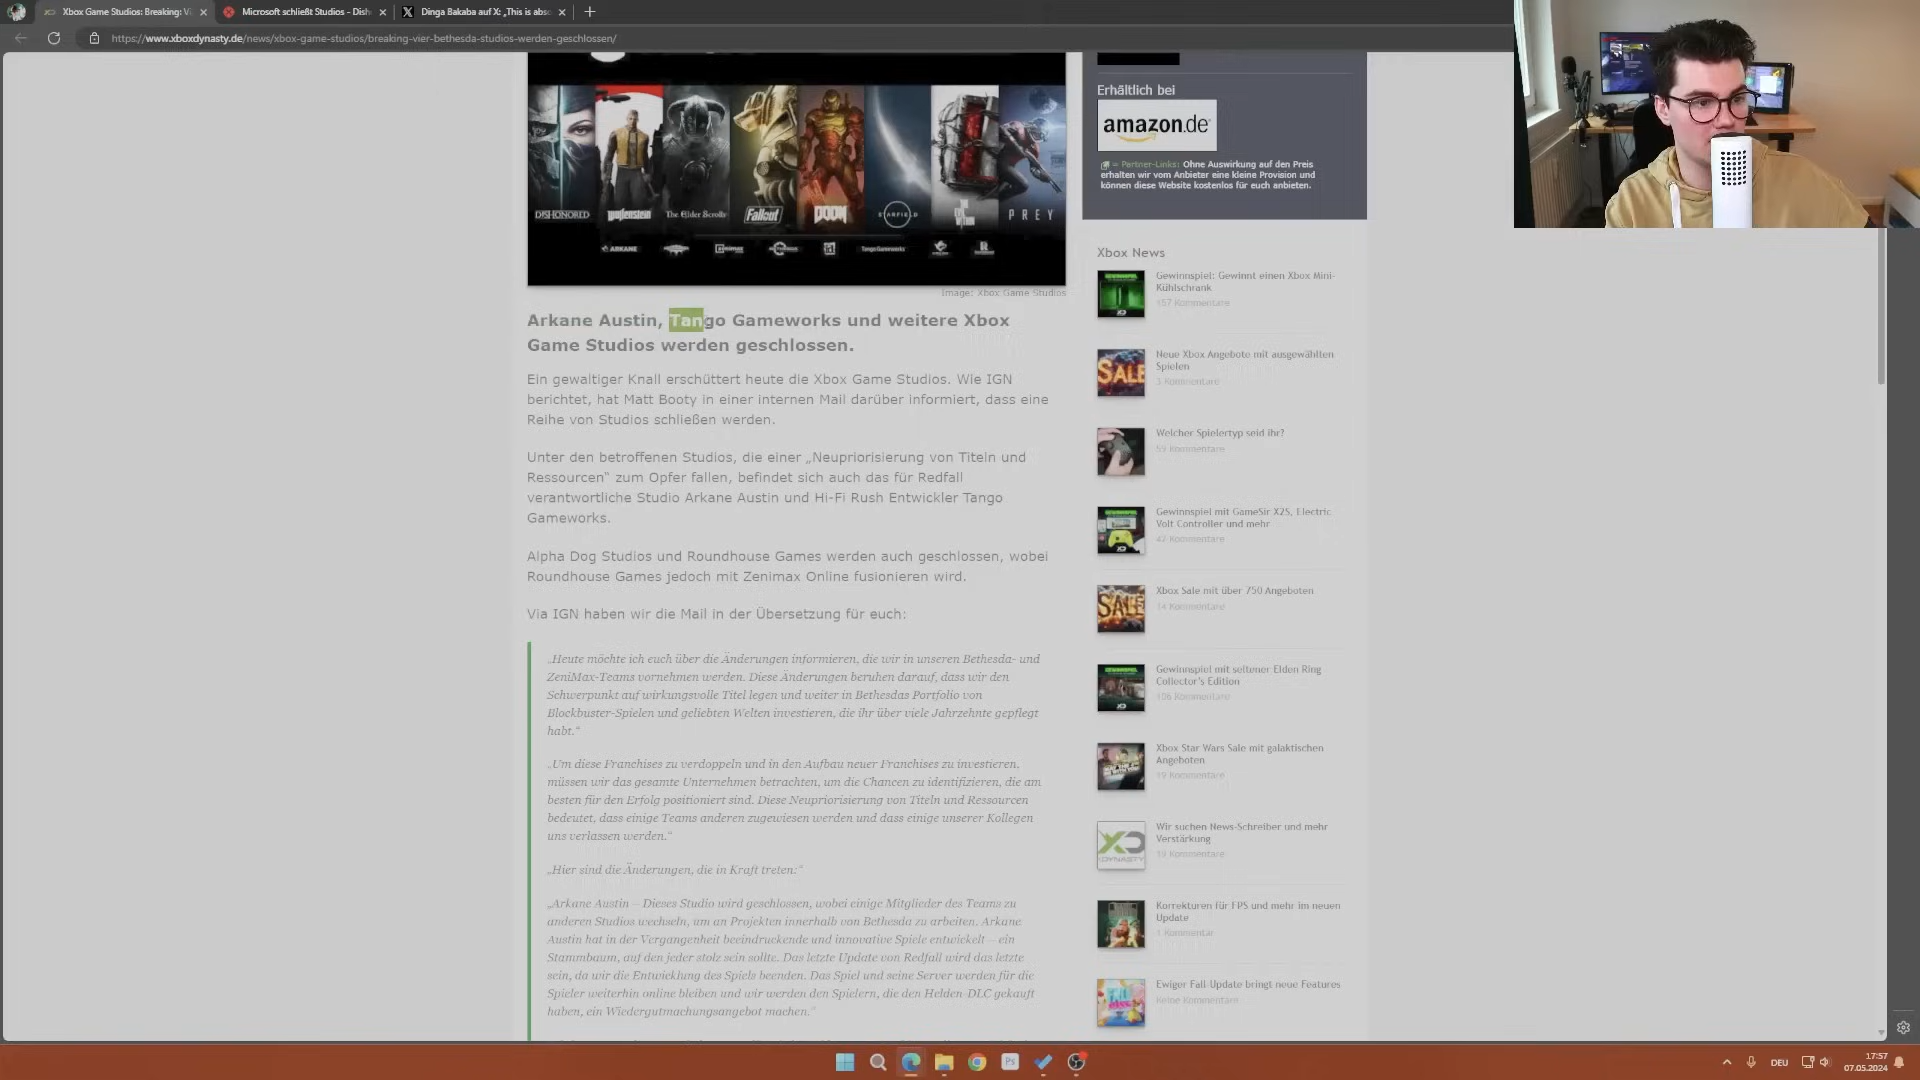 Xbox Game Studios: Breaking: Vi
Microsoft schließt Studios - Dish
Dinga Bakaba auf X: „This is abso
https://www.xboxdynasty.de/news/xbox-game-studios/breaking-vier-bethesda-studios-werden-geschlossen/
DISHONORED
Wolfenstein
The Elder Scrolls
Fallout
DOOM
STARFIELD
PREY
ARKANE
Tango Gameworks
Image: Xbox Game Studios
Arkane Austin, Tango Gameworks und weitere Xbox
Game Studios werden geschlossen.
Ein gewaltiger Knall erschüttert heute die Xbox Game Studios. Wie IGN
berichtet, hat Matt Booty in einer internen Mail darüber informiert, dass eine
Reihe von Studios schließen werden.
Unter den betroffenen Studios, die einer „Neupriorisierung von Titeln und
Ressourcen“ zum Opfer fallen, befindet sich auch das für Redfall
verantwortliche Studio Arkane Austin und Hi-Fi Rush Entwickler Tango
Gameworks.
Alpha Dog Studios und Roundhouse Games werden auch geschlossen, wobei
Roundhouse Games jedoch mit Zenimax Online fusionieren wird.
Via IGN haben wir die Mail in der Übersetzung für euch:
„Heute möchte ich euch über die Änderungen informieren, die wir in unseren Bethesda- und
ZeniMax-Teams vornehmen werden. Diese Änderungen beruhen darauf, dass wir den
Schwerpunkt auf wirkungsvolle Titel legen und weiter in Bethesdas Portfolio von
Blockbuster-Spielen und geliebten Welten investieren, die ihr über viele Jahrzehnte gepflegt
habt.“
„Um diese Franchises zu verdoppeln und in den Aufbau neuer Franchises zu investieren,
müssen wir das gesamte Unternehmen betrachten, um die Chancen zu identifizieren, die am
besten für den Erfolg positioniert sind. Diese Neupriorisierung von Titeln und Ressourcen
bedeutet, dass einige Teams anderen zugewiesen werden und dass einige unserer Kollegen
uns verlassen werden.“
„Hier sind die Änderungen, die in Kraft treten:“
„Arkane Austin – Dieses Studio wird geschlossen, wobei einige Mitglieder des Teams zu
anderen Studios wechseln, um an Projekten innerhalb von Bethesda zu arbeiten. Arkane
Austin hat in der Vergangenheit beeindruckende und innovative Spiele entwickelt – ein
Stammbaum, auf den jeder stolz sein sollte. Das letzte Update von Redfall wird das letzte
sein, da wir die Entwicklung des Spiels beenden. Das Spiel und seine Server werden für die
Spieler weiterhin online bleiben und wir werden den Spielern, die den Helden-DLC gekauft
haben, ein Wiedergutmachungsangebot machen.“
Erhältlich bei
amazon.de
= Partner-Links: Ohne Auswirkung auf den Preis
erhalten wir vom Anbieter eine kleine Provision und
können diese Website kostenlos für euch anbieten.
Xbox News
Gewinnspiel: Gewinnt einen Xbox Mini-
Kühlschrank
157 Kommentare
SALE
Neue Xbox Angebote mit ausgewählten
Spielen
3 Kommentare
Welcher Spielertyp seid ihr?
59 Kommentare
Gewinnspiel mit GameSir X2S, Electric
Volt Controller und mehr
42 Kommentare
SALE
Xbox Sale mit über 750 Angeboten
14 Kommentare
Gewinnspiel mit seltener Elden Ring
Collector's Edition
106 Kommentare
Xbox Star Wars Sale mit galaktischen
Angeboten
19 Kommentare
XD
Wir suchen News-Schreiber und mehr
Verstärkung
19 Kommentare
Korrekturen für FPS und mehr im neuen
Update
1 Kommentar
Ewiger Fall-Update bringt neue Features
Keine Kommentare
Ps
DEU
17:57
07.05.2024